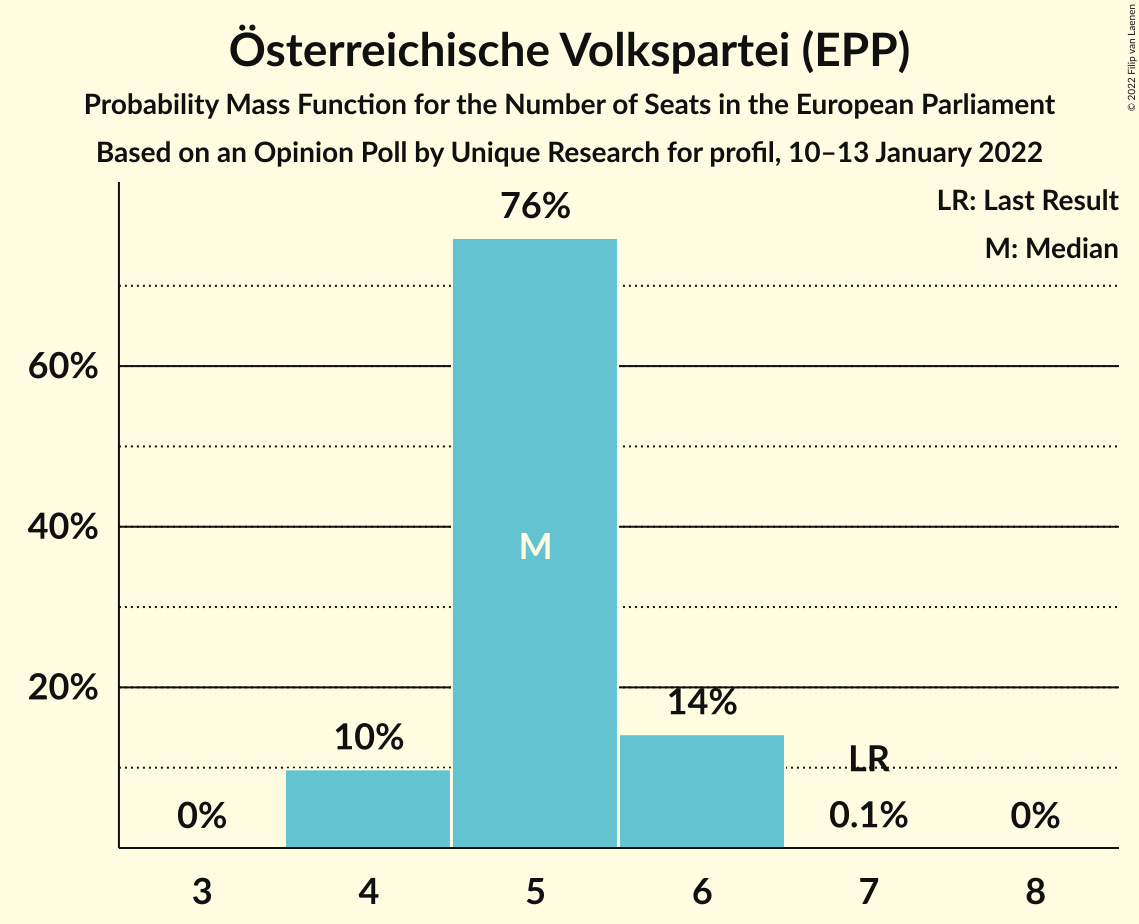 Österreichische Volkspartei (EPP)
Probability Mass Function for the Number of Seats in the European Parliament
Based on an Opinion Poll by Unique Research for profil, 10–13 January 2022
© 2022 Filip van Laenen
LR: Last Result
M: Median
76%
60%
40%
M
20%
14%
10%
LR
0%
0.1%
0%
3 4 5 6 7 8